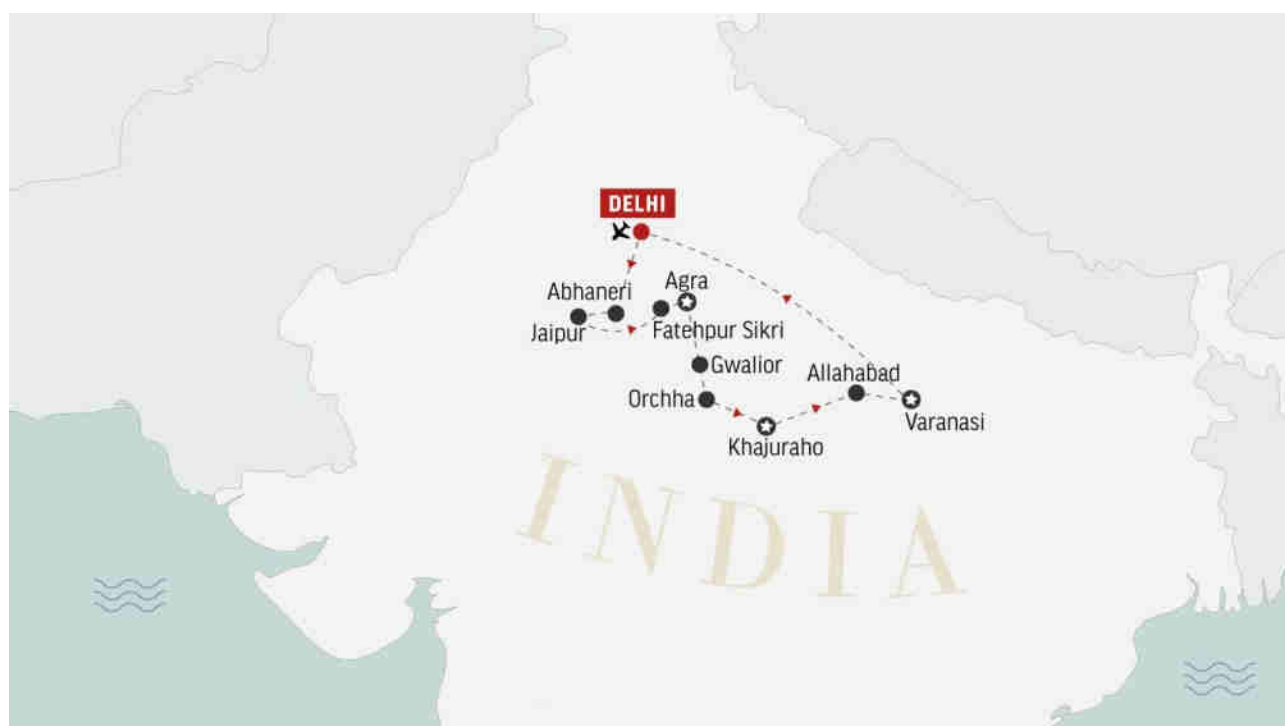 DELHI
Agra
Abhaneri
Jaipur
Fatehpur Sikri
Gwalior
Allahabad
Orchha
Varanasi
Khajuraho
INDIA